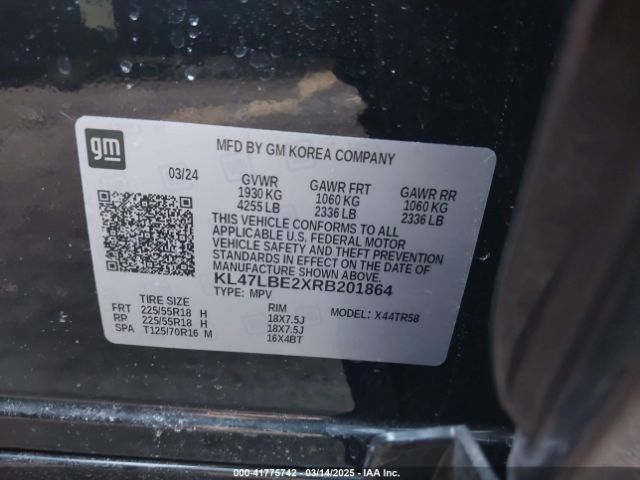 gm
MFD BY GM KOREA COMPANY
03/24
GVWR GAWR FRT GAWR RR
1930 KG 1060 KG 1060 KG
4255 LB 2336 LB 2336 LB
THIS VEHICLE CONFORMS TO ALL
APPLICABLE U.S. FEDERAL MOTOR
VEHICLE SAFETY AND THEFT PREVENTION
STANDARDS IN EFFECT ON THE DATE OF
MANUFACTURE SHOWN ABOVE.
KL47LBE2XRB201864
TYPE: MPV
TIRE SIZE RIM MODEL: X44TR58
FRT 225/55R18 H 18X7.5J
RP 225/55R18 H 18X7.5J
SPA T125/70R16 M 16X4BT
000-41775742 — 03/14/2025 — IAA Inc.